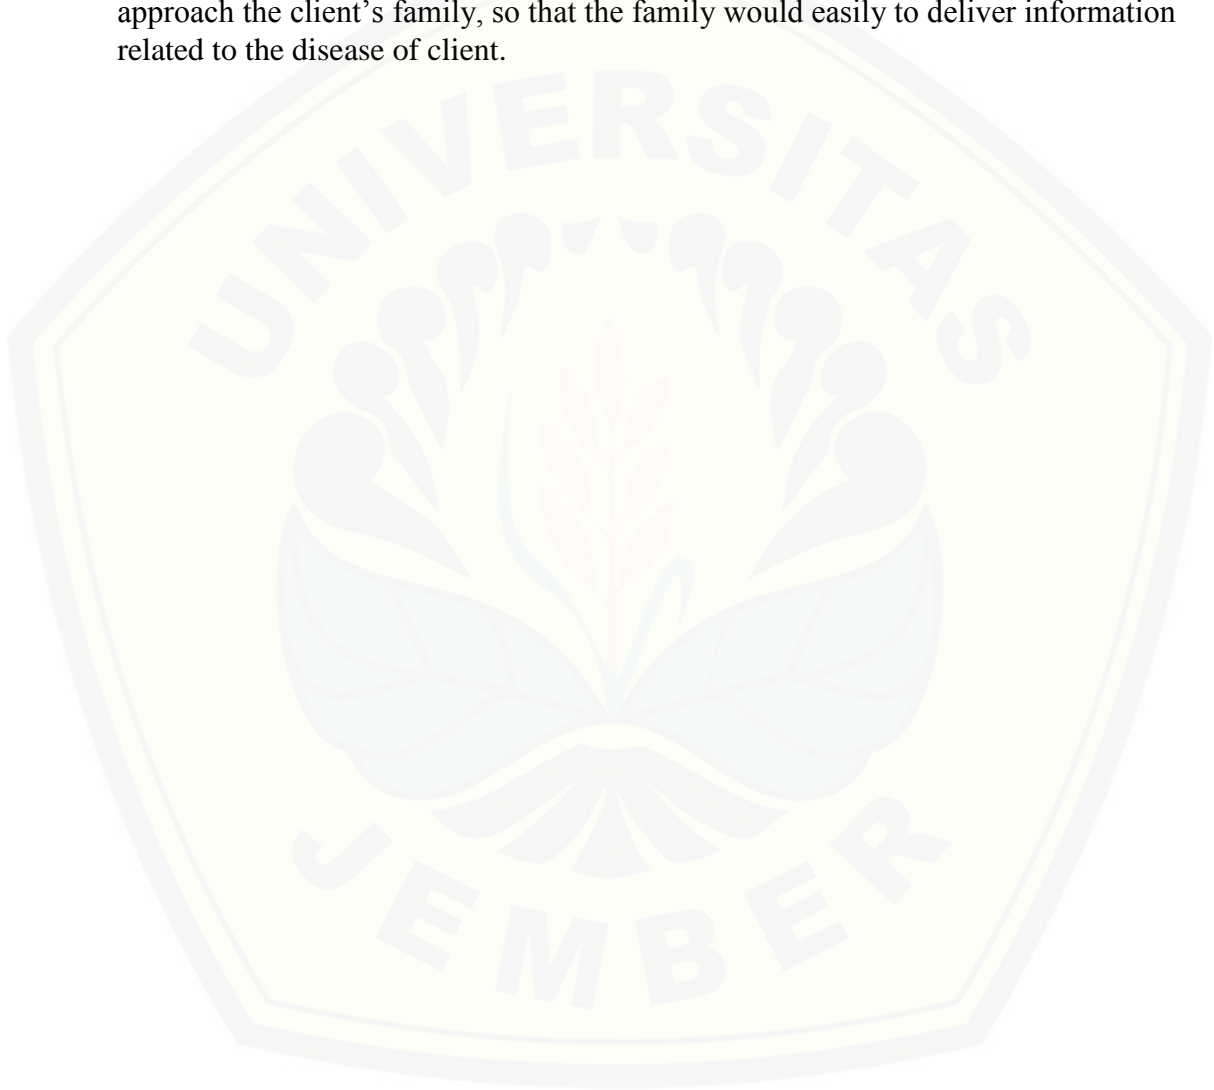 approach the client’s family, so that the family would easily to deliver information
related to the disease of client.
UNIVERSITAS
JEMBER